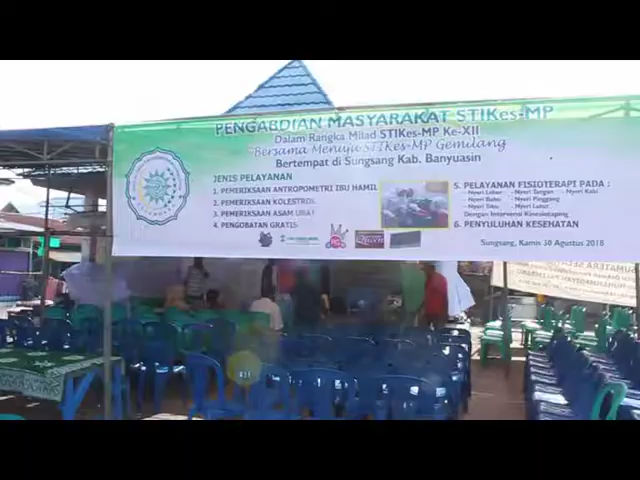 PENGABDIAN MASYARAKAT STIKes-MP
Dalam Rangka Milad STIKes-MP Ke-XII
"Bersama Menuju STIKes-MP Gemilang
Bertempat di Sungsang Kab. Banyuasin
JENIS PELAYANAN
1. PEMERIKSAAN ANTROPOMETRI IBU HAMIL
2. PEMERIKSAAN KOLESTROL
3. PEMERIKSAAN ASAM URAT
4. PENGOBATAN GRATIS
5. PELAYANAN FISIOTERAPI PADA :
- Nyeri Leher - Nyeri Tangan - Nyeri Kaki
- Nyeri Bahu - Nyeri Pinggang
- Nyeri Siku - Nyeri Lutut
Dengan Intervensi Kinesiotaping
6. PENYULUHAN KESEHATAN
Queen
Sungsang, Kamis 30 Agustus 2018